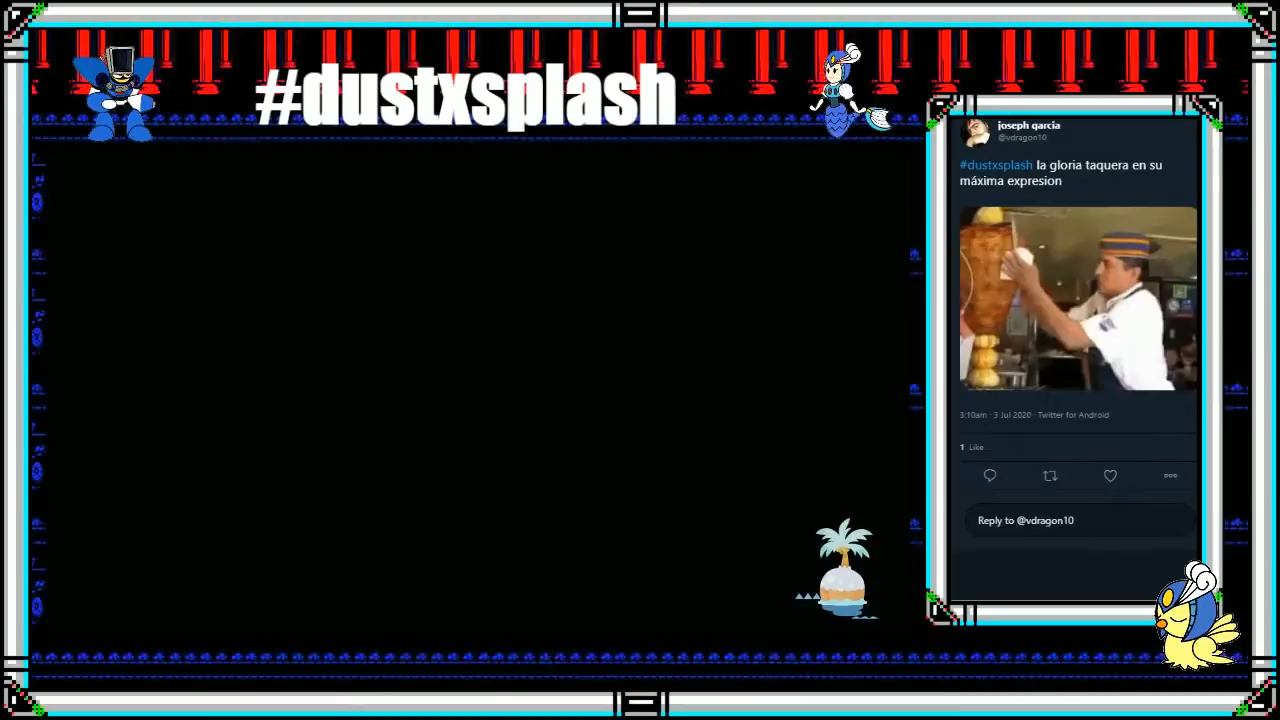 #dustxsplash
joseph garcia
@vdragon10
#dustxsplash la gloria taquera en su
máxima expresion
3:10am · 3 Jul 2020 · Twitter for Android
1 Like
Reply to @vdragon10